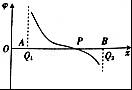 φ
O A P B x
Q₁ Q₂